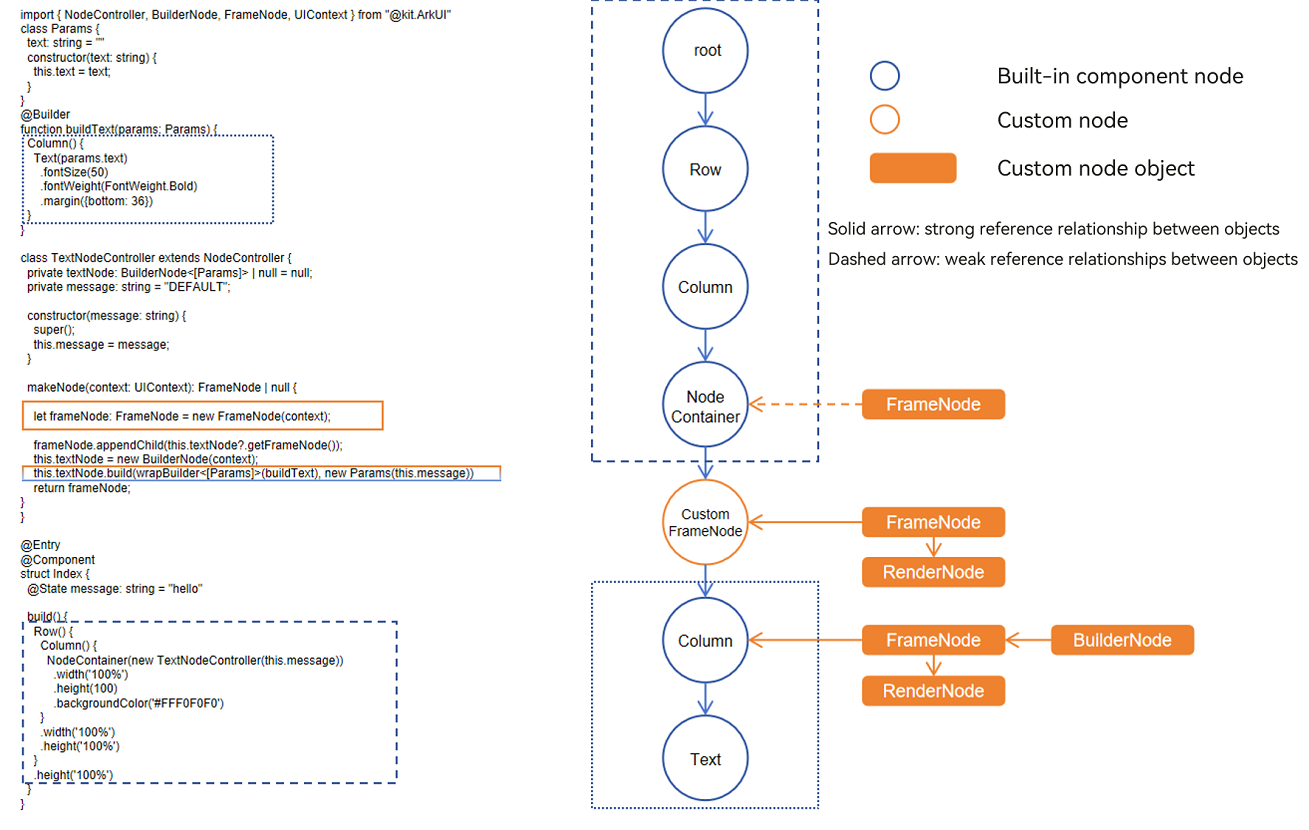 import { NodeController, BuilderNode, FrameNode, UIContext } from "@kit.ArkUI"
class Params {
  text: string = ""
  constructor(text: string) {
    this.text = text;
  }
}
@Builder
function buildText(params: Params) {
  Column() {
    Text(params.text)
      .fontSize(50)
      .fontWeight(FontWeight.Bold)
      .margin({bottom: 36})
  }
}
class TextNodeController extends NodeController {
  private textNode: BuilderNode<[Params]> | null = null;
  private message: string = "DEFAULT";
  constructor(message: string) {
    super();
    this.message = message;
  }
  makeNode(context: UIContext): FrameNode | null {
    let frameNode: FrameNode = new FrameNode(context);
    frameNode.appendChild(this.textNode?.getFrameNode());
    this.textNode = new BuilderNode(context);
    this.textNode.build(wrapBuilder<[Params]>(buildText), new Params(this.message))
    return frameNode;
}
}
@Entry
@Component
struct Index {
  @State message: string = "hello"
  build() {
    Row() {
      Column() {
        NodeContainer(new TextNodeController(this.message))
          .width('100%')
          .height(100)
          .backgroundColor('#FFF0F0F0')
      }
      .width('100%')
      .height('100%')
    }
    .height('100%')
  }
}
root
Row
Column
Node
Container
FrameNode
Custom
FrameNode
FrameNode
RenderNode
Column
FrameNode
BuilderNode
RenderNode
Text
Built-in component node
Custom node
Custom node object
Solid arrow: strong reference relationship between objects
Dashed arrow: weak reference relationships between objects